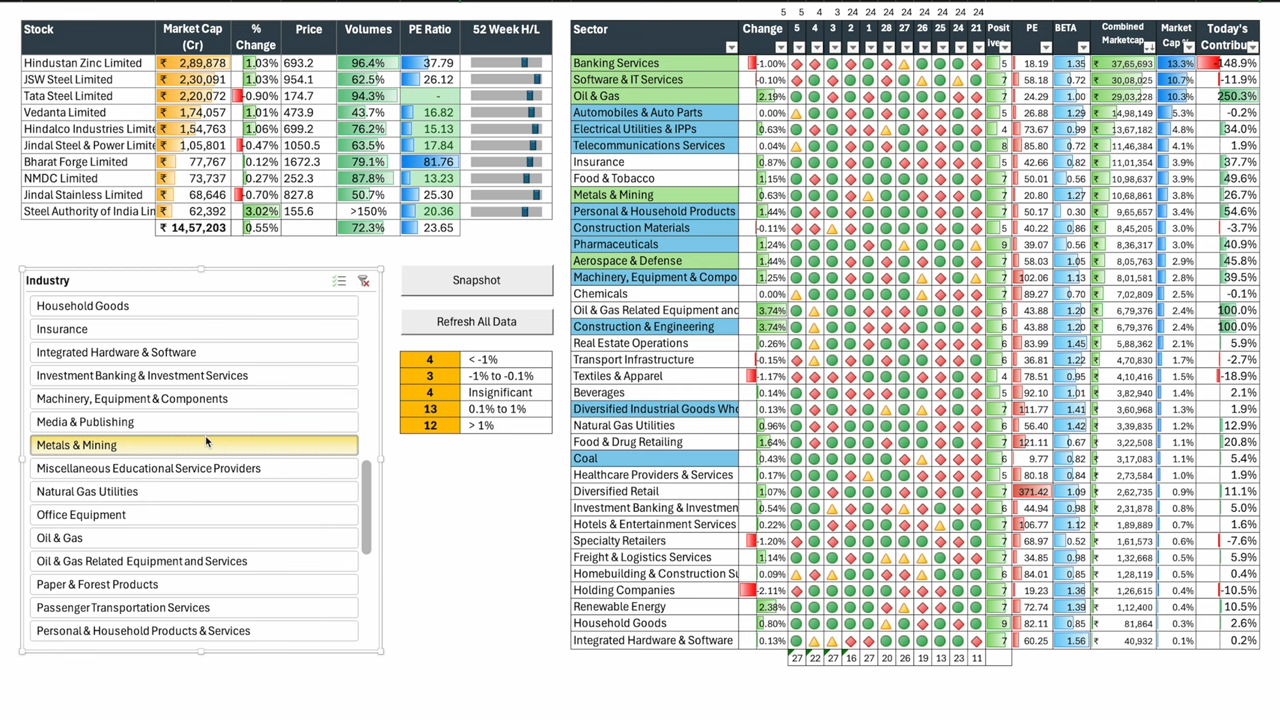 5 5 4 3 24 24 24 24 24 24 24
Stock Market Cap (Cr) % Change Price Volumes PE Ratio 52 Week H/L
Hindustan Zinc Limited ₹ 2,89,878 1.03% 693.2 96.4% 37.79
JSW Steel Limited ₹ 2,30,091 1.03% 954.1 62.5% 26.12
Tata Steel Limited ₹ 2,20,072 -0.90% 174.7 94.3% -
Vedanta Limited ₹ 1,74,057 1.01% 473.9 43.7% 16.82
Hindalco Industries Limite ₹ 1,54,763 1.06% 699.2 76.2% 15.13
Jindal Steel & Power Limite ₹ 1,05,801 -0.47% 1050.5 63.5% 17.84
Bharat Forge Limited ₹ 77,767 0.12% 1672.3 79.1% 81.76
NMDC Limited ₹ 73,737 0.27% 252.3 87.8% 13.23
Jindal Stainless Limited ₹ 68,646 -0.70% 827.8 50.7% 25.30
Steel Authority of India Lin ₹ 62,392 3.02% 155.6 >150% 20.36
₹ 14,57,203 0.55% 72.3% 23.65
Industry
Household Goods
Insurance
Integrated Hardware & Software
Investment Banking & Investment Services
Machinery, Equipment & Components
Media & Publishing
Metals & Mining
Miscellaneous Educational Service Providers
Natural Gas Utilities
Office Equipment
Oil & Gas
Oil & Gas Related Equipment and Services
Paper & Forest Products
Passenger Transportation Services
Personal & Household Products & Services
Snapshot
Refresh All Data
4 < -1%
3 -1% to -0.1%
4 Insignificant
13 0.1% to 1%
12 > 1%
Sector Change 5 4 3 2 1 28 27 26 25 24 21 Posit ives PE BETA Combined Marketcap Market Cap % Today's Contribu
Banking Services -1.00% 5 18.19 1.35 ₹ 37,65,693 13.3% -148.9%
Software & IT Services -0.10% 6 58.18 0.72 ₹ 30,08,025 10.7% -11.9%
Oil & Gas 2.19% 7 24.29 1.00 ₹ 29,03,228 10.3% 250.3%
Automobiles & Auto Parts 0.00% 5 26.88 1.29 ₹ 14,98,149 5.3% -0.2%
Electrical Utilities & IPPs 0.63% 4 73.67 0.99 ₹ 13,67,182 4.8% 34.0%
Telecommunications Services 0.04% 8 85.80 0.72 ₹ 11,46,384 4.1% 1.9%
Insurance 0.87% 5 42.66 0.82 ₹ 11,01,354 3.9% 37.7%
Food & Tobacco 1.15% 7 50.01 0.56 ₹ 10,98,637 3.9% 49.6%
Metals & Mining 0.63% 7 20.80 1.27 ₹ 10,68,861 3.8% 26.7%
Personal & Household Products 1.44% 7 50.17 0.30 ₹ 9,65,657 3.4% 54.6%
Construction Materials -0.11% 5 40.22 0.86 ₹ 8,45,205 3.0% -3.7%
Pharmaceuticals 1.24% 9 39.07 0.56 ₹ 8,36,317 3.0% 40.9%
Aerospace & Defense 1.44% 7 58.03 1.05 ₹ 8,05,763 2.9% 45.8%
Machinery, Equipment & Compo 1.25% 7 102.06 1.13 ₹ 8,01,581 2.8% 39.5%
Chemicals 0.00% 7 89.27 0.70 ₹ 7,02,809 2.5% -0.1%
Oil & Gas Related Equipment and 3.74% 6 43.88 1.20 ₹ 6,79,376 2.4% 100.0%
Construction & Engineering 3.74% 6 43.88 1.20 ₹ 6,79,376 2.4% 100.0%
Real Estate Operations 0.26% 6 83.99 1.45 ₹ 5,88,362 2.1% 5.9%
Transport Infrastructure -0.15% 6 36.81 1.22 ₹ 4,70,830 1.7% -2.7%
Textiles & Apparel -1.17% 4 78.51 0.95 ₹ 4,10,416 1.5% -18.9%
Beverages 0.14% 5 92.10 1.01 ₹ 3,82,940 1.4% 2.1%
Diversified Industrial Goods Who 0.13% 7 111.77 1.41 ₹ 3,60,968 1.3% 1.9%
Natural Gas Utilities 0.96% 6 56.40 1.42 ₹ 3,39,835 1.2% 12.9%
Food & Drug Retailing 1.64% 7 121.11 0.67 ₹ 3,22,508 1.1% 20.8%
Coal 0.43% 6 9.77 0.82 ₹ 3,17,083 1.1% 5.4%
Healthcare Providers & Services 0.17% 5 80.18 0.84 ₹ 2,73,584 1.0% 1.9%
Diversified Retail 1.07% 7 371.42 1.09 ₹ 2,62,735 0.9% 11.1%
Investment Banking & Investmen 0.54% 6 44.94 0.98 ₹ 2,31,878 0.8% 5.0%
Hotels & Entertainment Services 0.22% 7 106.77 1.12 ₹ 1,89,889 0.7% 1.6%
Specialty Retailers -1.20% 7 68.97 0.52 ₹ 1,61,573 0.6% -7.6%
Freight & Logistics Services 1.14% 7 34.85 0.98 ₹ 1,32,668 0.5% 5.9%
Homebuilding & Construction Su 0.09% 6 84.01 0.85 ₹ 1,28,119 0.5% 0.4%
Holding Companies -2.11% 7 19.23 1.36 ₹ 1,26,615 0.4% -10.5%
Renewable Energy 2.38% 7 72.74 1.39 ₹ 1,12,400 0.4% 10.5%
Household Goods 0.80% 9 82.11 0.85 ₹ 81,864 0.3% 2.6%
Integrated Hardware & Software 0.13% 7 60.25 1.56 ₹ 40,932 0.1% 0.2%
27 22 27 16 27 20 26 19 13 23 11